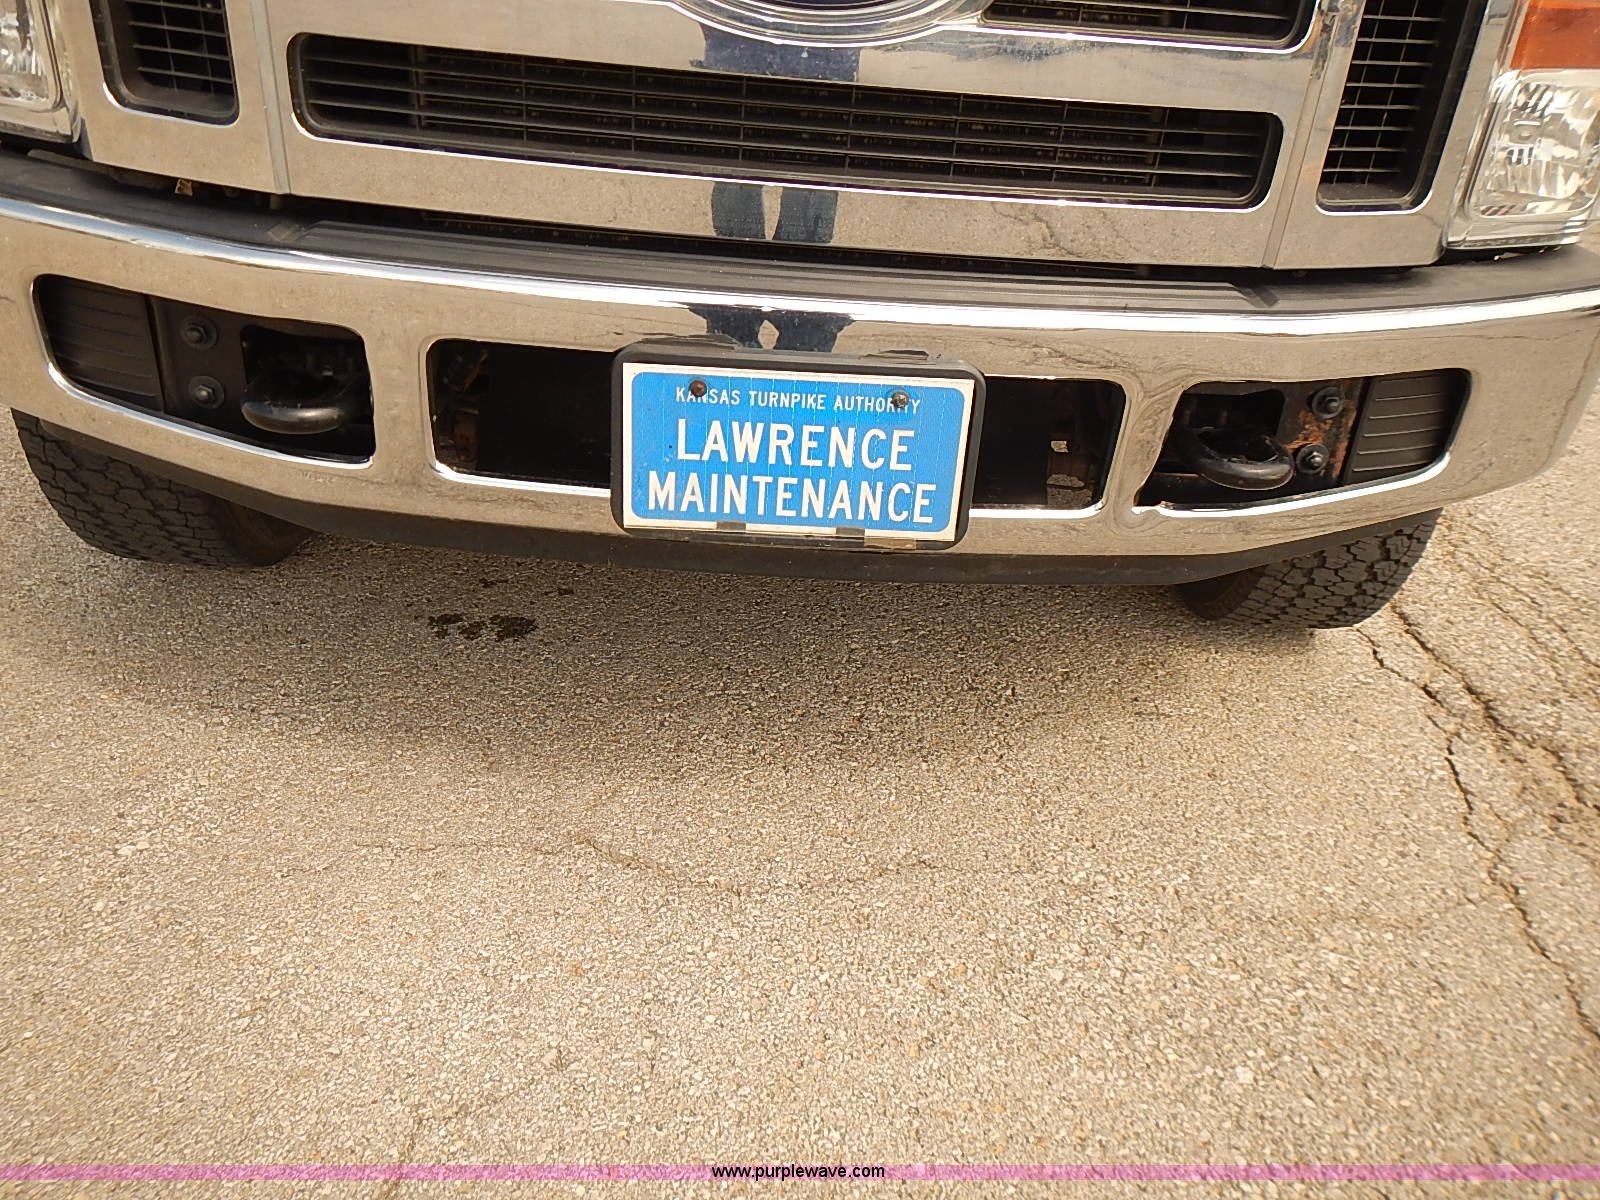 KANSAS TURNPIKE AUTHORITY
LAWRENCE
MAINTENANCE
www.purplewave.com